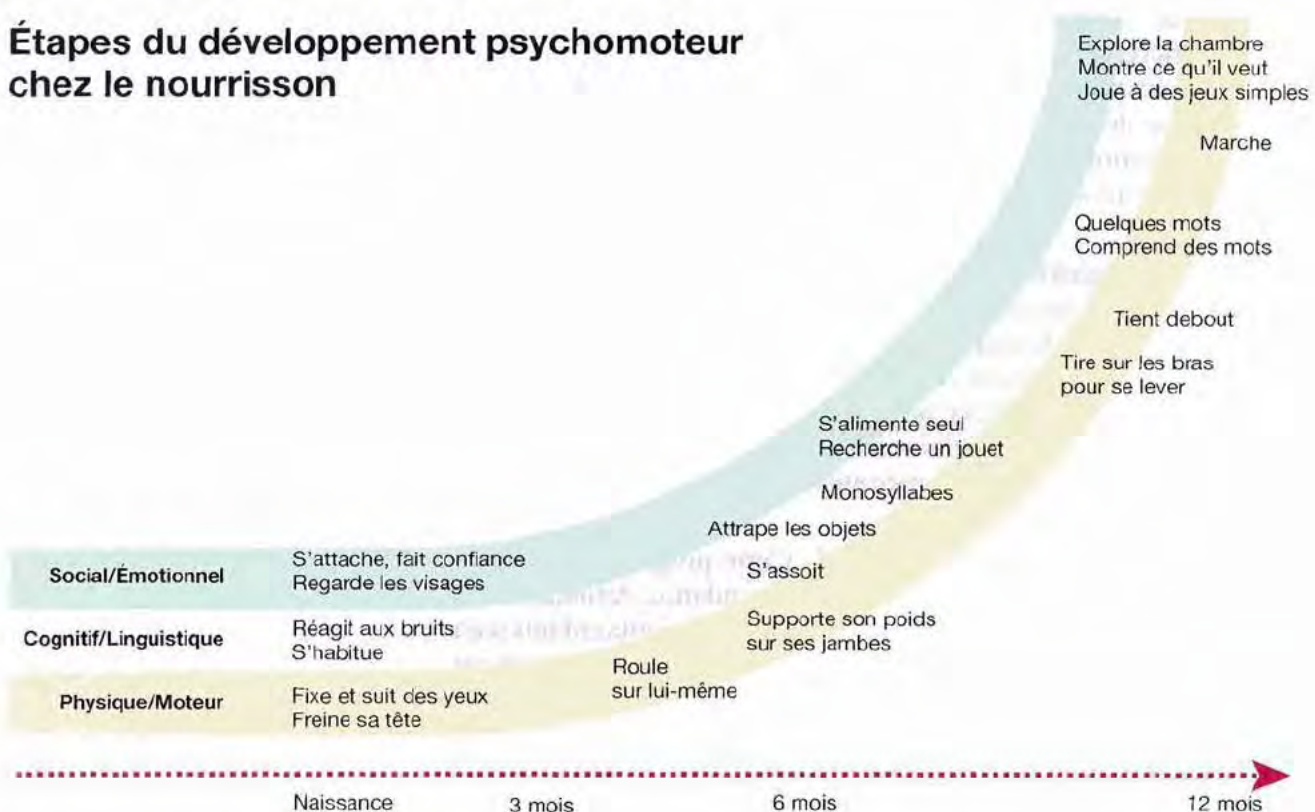 Étapes du développement psychomoteur
chez le nourrisson
Explore la chambre
Montre ce qu'il veut
Joue à des jeux simples
Marche
Quelques mots
Comprend des mots
Tient debout
Tire sur les bras
pour se lever
S'alimente seul
Recherche un jouet
Monosyllabes
Attrape les objets
S'assoit
Supporte son poids
sur ses jambes
Roule
sur lui-même
Social/Émotionnel
S'attache, fait confiance
Regarde les visages
Cognitif/Linguistique
Réagit aux bruits
S'habitue
Physique/Moteur
Fixe et suit des yeux
Freine sa tête
Naissance
3 mois
6 mois
12 mois